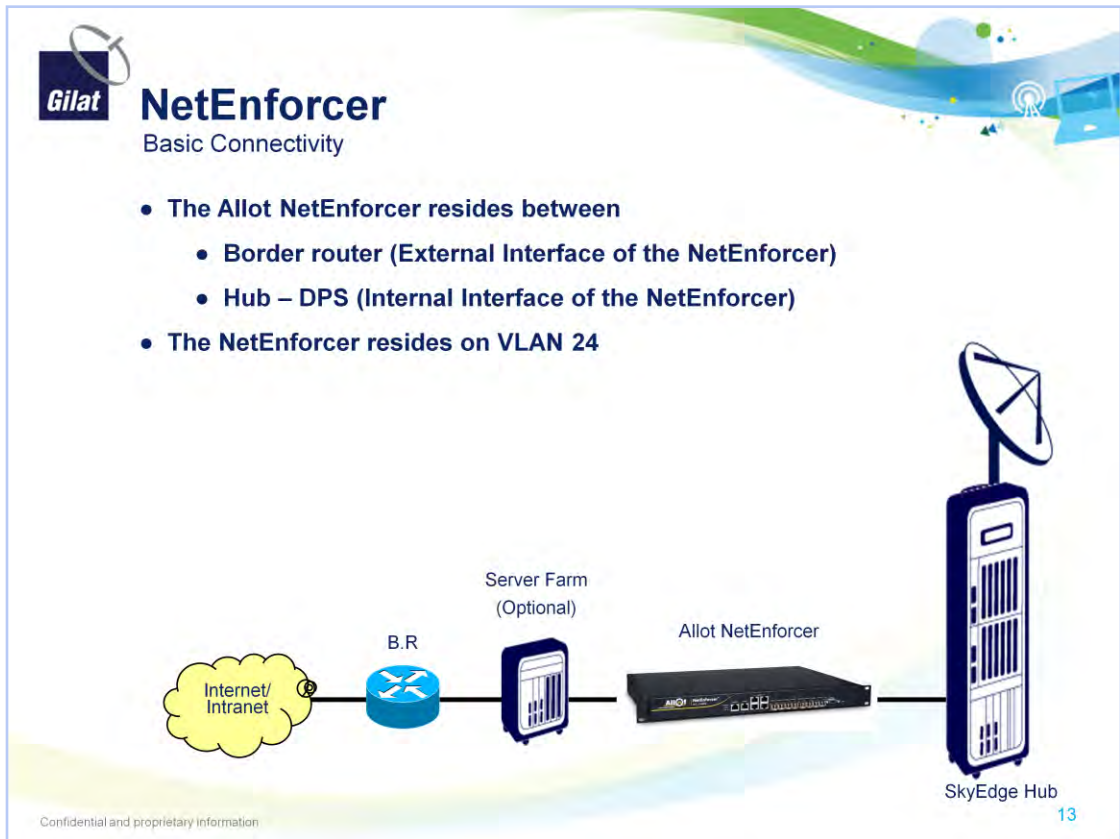 Gilat
NetEnforcer
Basic Connectivity
● The Allot NetEnforcer resides between
● Border router (External Interface of the NetEnforcer)
● Hub – DPS (Internal Interface of the NetEnforcer)
● The NetEnforcer resides on VLAN 24
Server Farm
(Optional)
B.R
Allot NetEnforcer
Internet/
Intranet
Allot
NetEnforcer
SkyEdge Hub
Confidential and proprietary information
13